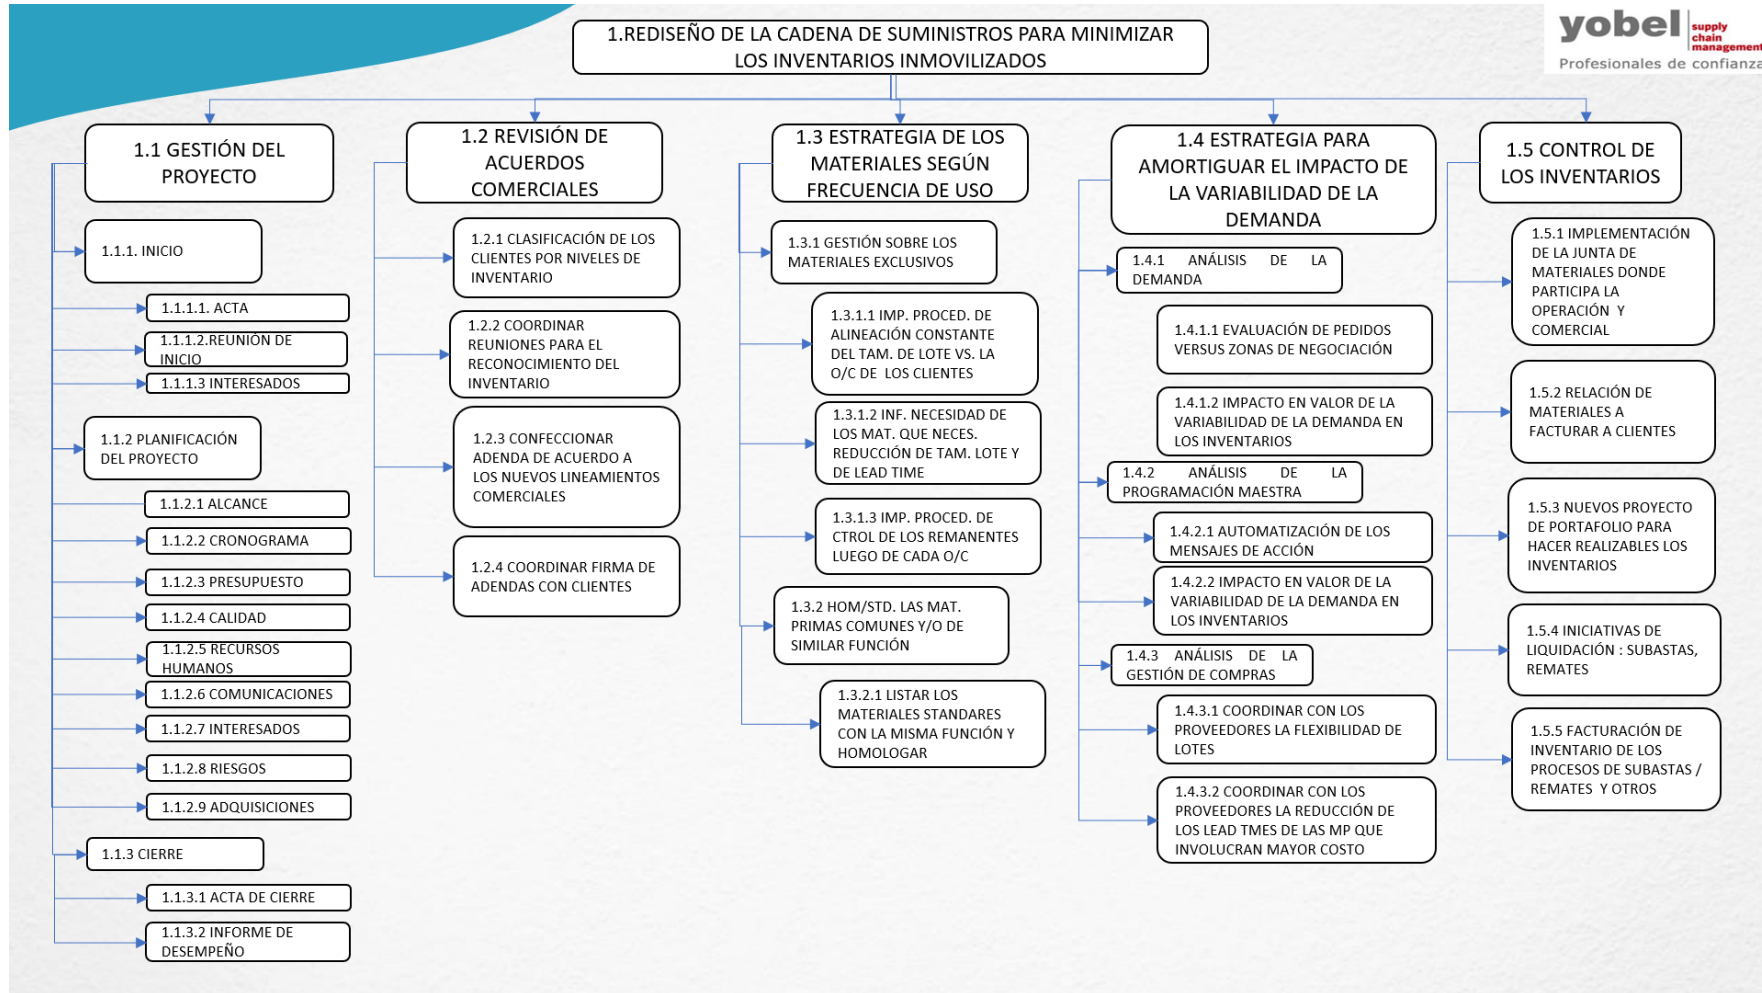 yobel
supply
chain
management
Profesionales de confianza
1.REDISEÑO DE LA CADENA DE SUMINISTROS PARA MINIMIZAR
LOS INVENTARIOS INMOVILIZADOS
1.1 GESTIÓN DEL
PROYECTO
1.1.1. INICIO
1.1.1.1. ACTA
1.1.1.2.REUNIÓN DE
INICIO
1.1.1.3 INTERESADOS
1.1.2 PLANIFICACIÓN
DEL PROYECTO
1.1.2.1 ALCANCE
1.1.2.2 CRONOGRAMA
1.1.2.3 PRESUPUESTO
1.1.2.4 CALIDAD
1.1.2.5 RECURSOS
HUMANOS
1.1.2.6 COMUNICACIONES
1.1.2.7 INTERESADOS
1.1.2.8 RIESGOS
1.1.2.9 ADQUISICIONES
1.1.3 CIERRE
1.1.3.1 ACTA DE CIERRE
1.1.3.2 INFORME DE
DESEMPEÑO
1.2 REVISIÓN DE
ACUERDOS
COMERCIALES
1.2.1 CLASIFICACIÓN DE LOS
CLIENTES POR NIVELES DE
INVENTARIO
1.2.2 COORDINAR
REUNIONES PARA EL
RECONOCIMIENTO DEL
INVENTARIO
1.2.3 CONFECCIONAR
ADENDA DE ACUERDO A
LOS NUEVOS LINEAMIENTOS
COMERCIALES
1.2.4 COORDINAR FIRMA DE
ADENDAS CON CLIENTES
1.3 ESTRATEGIA DE LOS
MATERIALES SEGÚN
FRECUENCIA DE USO
1.3.1 GESTIÓN SOBRE LOS
MATERIALES EXCLUSIVOS
1.3.1.1 IMP. PROCED. DE
ALINEACIÓN CONSTANTE
DEL TAM. DE LOTE VS. LA
O/C DE LOS CLIENTES
1.3.1.2 INF. NECESIDAD DE
LOS MAT. QUE NECES.
REDUCCIÓN DE TAM. LOTE Y
DE LEAD TIME
1.3.1.3 IMP. PROCED. DE
CTROL DE LOS REMANENTES
LUEGO DE CADA O/C
1.3.2 HOM/STD. LAS MAT.
PRIMAS COMUNES Y/O DE
SIMILAR FUNCIÓN
1.3.2.1 LISTAR LOS
MATERIALES STANDARES
CON LA MISMA FUNCIÓN Y
HOMOLOGAR
1.4 ESTRATEGIA PARA
AMORTIGUAR EL IMPACTO DE
LA VARIABILIDAD DE LA
DEMANDA
1.4.1 ANÁLISIS DE LA
DEMANDA
1.4.1.1 EVALUACIÓN DE PEDIDOS
VERSUS ZONAS DE NEGOCIACIÓN
1.4.1.2 IMPACTO EN VALOR DE LA
VARIABILIDAD DE LA DEMANDA EN
LOS INVENTARIOS
1.4.2 ANÁLISIS DE LA
PROGRAMACIÓN MAESTRA
1.4.2.1 AUTOMATIZACIÓN DE LOS
MENSAJES DE ACCIÓN
1.4.2.2 IMPACTO EN VALOR DE LA
VARIABILIDAD DE LA DEMANDA EN
LOS INVENTARIOS
1.4.3 ANÁLISIS DE LA
GESTIÓN DE COMPRAS
1.4.3.1 COORDINAR CON LOS
PROVEEDORES LA FLEXIBILIDAD DE
LOTES
1.4.3.2 COORDINAR CON LOS
PROVEEDORES LA REDUCCIÓN DE
LOS LEAD TMES DE LAS MP QUE
INVOLUCRAN MAYOR COSTO
1.5 CONTROL DE
LOS INVENTARIOS
1.5.1 IMPLEMENTACIÓN
DE LA JUNTA DE
MATERIALES DONDE
PARTICIPA LA
OPERACIÓN Y
COMERCIAL
1.5.2 RELACIÓN DE
MATERIALES A
FACTURAR A CLIENTES
1.5.3 NUEVOS PROYECTO
DE PORTAFOLIO PARA
HACER REALIZABLES LOS
INVENTARIOS
1.5.4 INICIATIVAS DE
LIQUIDACIÓN : SUBASTAS,
REMATES
1.5.5 FACTURACIÓN DE
INVENTARIO DE LOS
PROCESOS DE SUBASTAS /
REMATES Y OTROS